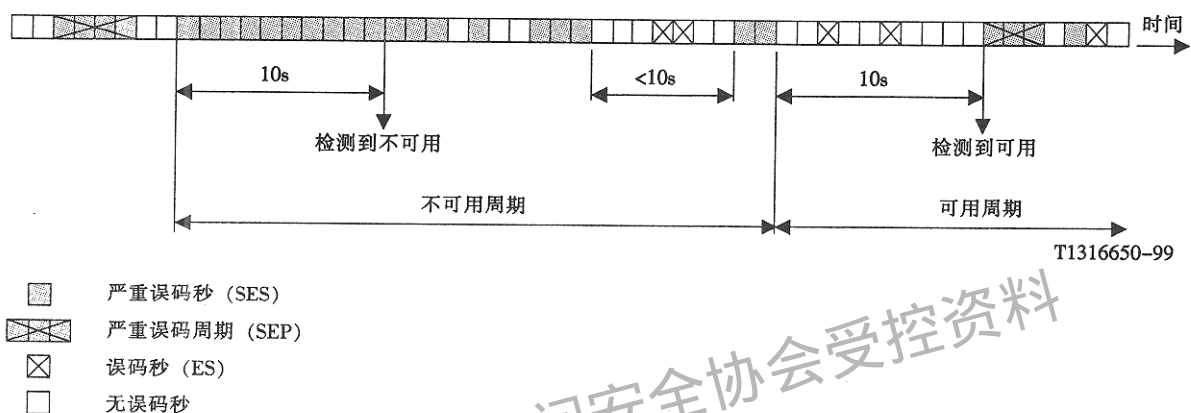 时间
10s
<10s
10s
检测到不可用
检测到可用
不可用周期
可用周期
T1316650-99
严重误码秒 (SES)
严重误码周期 (SEP)
误码秒 (ES)
无误码秒
安全协会受控资料